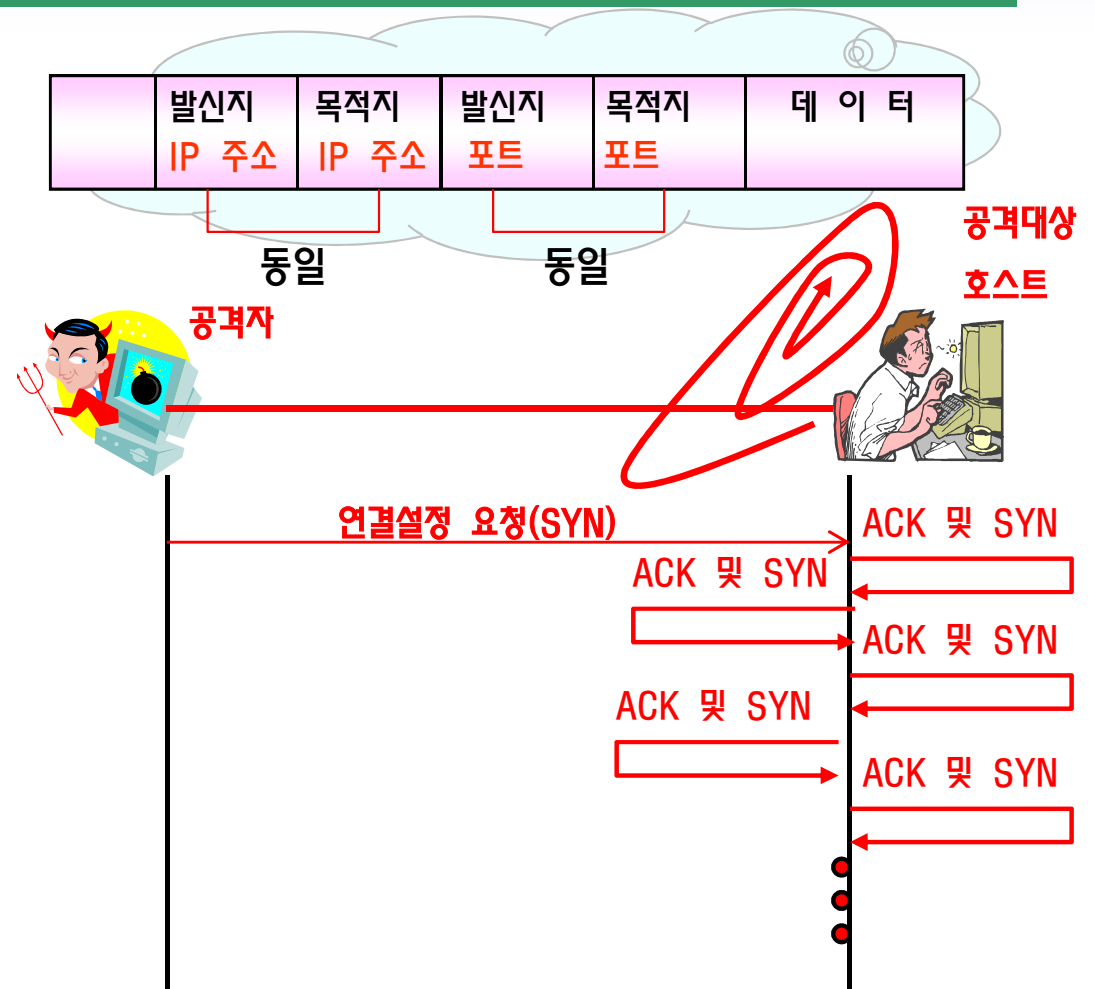 발신지 목적지 발신지 목적지 데 이 터
IP 주소 IP 주소 포트 포트
동일 동일
공격대상
호스트
공격자
연결설정 요청(SYN)
ACK 및 SYN
ACK 및 SYN
ACK 및 SYN
ACK 및 SYN
ACK 및 SYN